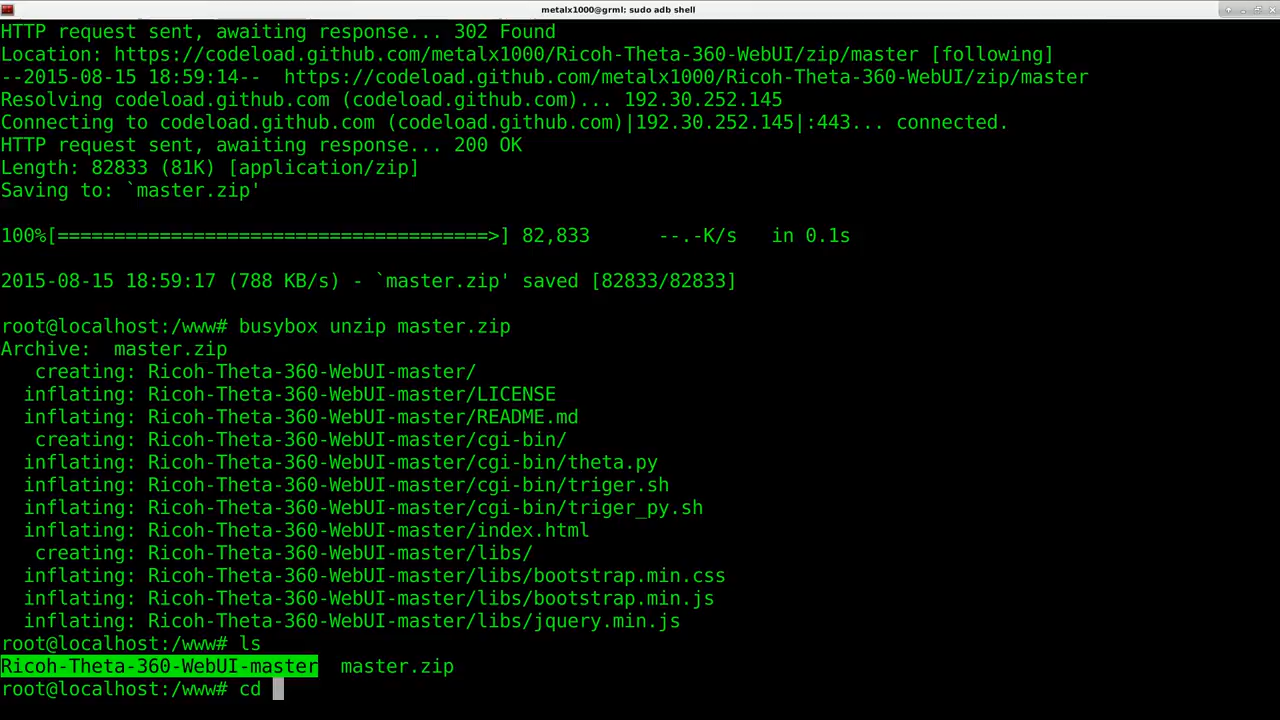 metalx1000@grml: sudo adb shell
HTTP request sent, awaiting response... 302 Found
Location: https://codeload.github.com/metalx1000/Ricoh-Theta-360-WebUI/zip/master [following]
--2015-08-15 18:59:14--  https://codeload.github.com/metalx1000/Ricoh-Theta-360-WebUI/zip/master
Resolving codeload.github.com (codeload.github.com)... 192.30.252.145
Connecting to codeload.github.com (codeload.github.com)|192.30.252.145|:443... connected.
HTTP request sent, awaiting response... 200 OK
Length: 82833 (81K) [application/zip]
Saving to: `master.zip'
100%[======================================>] 82,833      --.-K/s   in 0.1s
2015-08-15 18:59:17 (788 KB/s) - `master.zip' saved [82833/82833]
root@localhost:/www# busybox unzip master.zip
Archive:  master.zip
   creating: Ricoh-Theta-360-WebUI-master/
  inflating: Ricoh-Theta-360-WebUI-master/LICENSE
  inflating: Ricoh-Theta-360-WebUI-master/README.md
   creating: Ricoh-Theta-360-WebUI-master/cgi-bin/
  inflating: Ricoh-Theta-360-WebUI-master/cgi-bin/theta.py
  inflating: Ricoh-Theta-360-WebUI-master/cgi-bin/triger.sh
  inflating: Ricoh-Theta-360-WebUI-master/cgi-bin/triger_py.sh
  inflating: Ricoh-Theta-360-WebUI-master/index.html
   creating: Ricoh-Theta-360-WebUI-master/libs/
  inflating: Ricoh-Theta-360-WebUI-master/libs/bootstrap.min.css
  inflating: Ricoh-Theta-360-WebUI-master/libs/bootstrap.min.js
  inflating: Ricoh-Theta-360-WebUI-master/libs/jquery.min.js
root@localhost:/www# ls
Ricoh-Theta-360-WebUI-master  master.zip
root@localhost:/www# cd